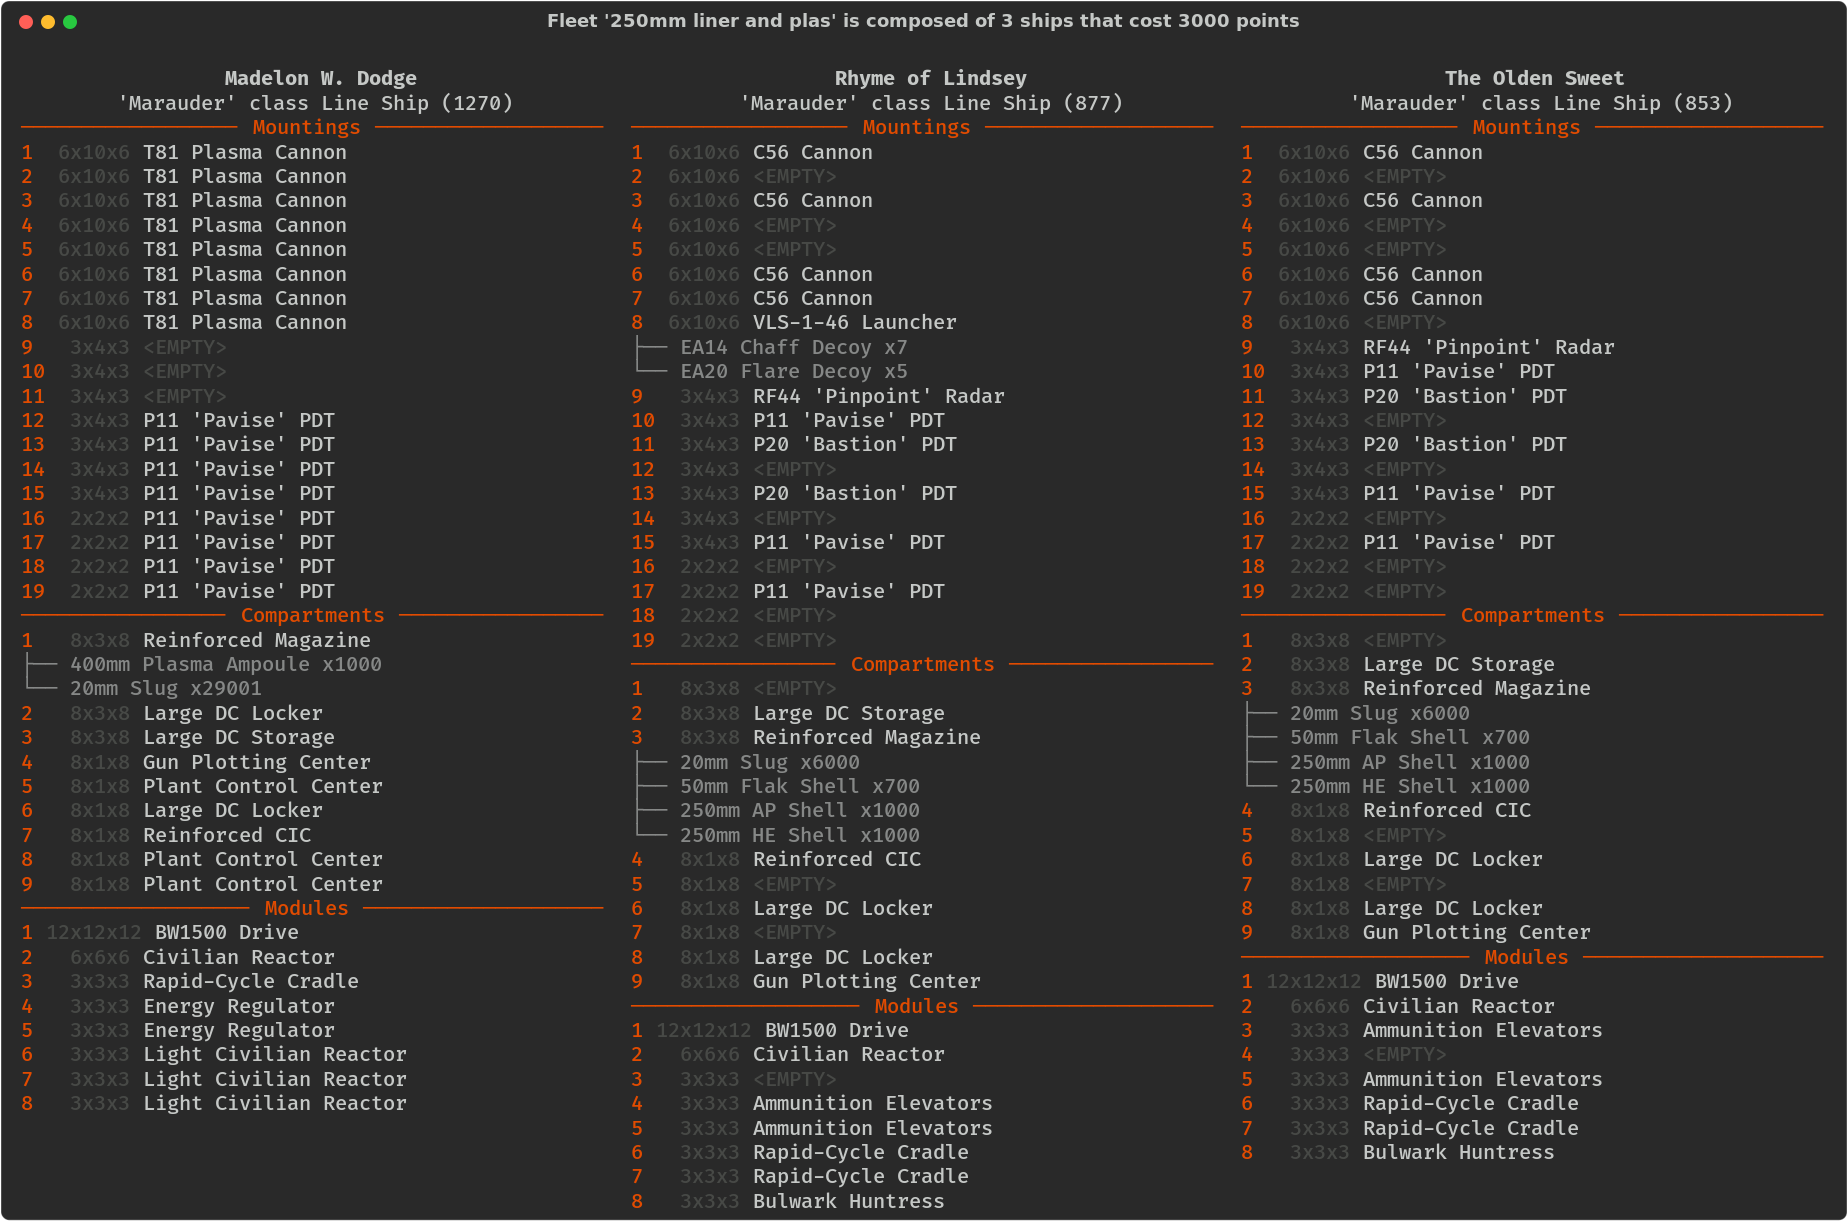 Fleet '250mm liner and plas' is composed of 3 ships that cost 3000 points
Madelon W. Dodge
'Marauder' class Line Ship (1270)
Mountings
1 6x10x6 T81 Plasma Cannon
2 6x10x6 T81 Plasma Cannon
3 6x10x6 T81 Plasma Cannon
4 6x10x6 T81 Plasma Cannon
5 6x10x6 T81 Plasma Cannon
6 6x10x6 T81 Plasma Cannon
7 6x10x6 T81 Plasma Cannon
8 6x10x6 T81 Plasma Cannon
9 3x4x3 <EMPTY>
10 3x4x3 <EMPTY>
11 3x4x3 <EMPTY>
12 3x4x3 P11 'Pavise' PDT
13 3x4x3 P11 'Pavise' PDT
14 3x4x3 P11 'Pavise' PDT
15 3x4x3 P11 'Pavise' PDT
16 2x2x2 P11 'Pavise' PDT
17 2x2x2 P11 'Pavise' PDT
18 2x2x2 P11 'Pavise' PDT
19 2x2x2 P11 'Pavise' PDT
Compartments
1 8x3x8 Reinforced Magazine
400mm Plasma Ampoule x1000
20mm Slug x29001
2 8x3x8 Large DC Locker
3 8x3x8 Large DC Storage
4 8x1x8 Gun Plotting Center
5 8x1x8 Plant Control Center
6 8x1x8 Large DC Locker
7 8x1x8 Reinforced CIC
8 8x1x8 Plant Control Center
9 8x1x8 Plant Control Center
Modules
1 12x12x12 BW1500 Drive
2 6x6x6 Civilian Reactor
3 3x3x3 Rapid-Cycle Cradle
4 3x3x3 Energy Regulator
5 3x3x3 Energy Regulator
6 3x3x3 Light Civilian Reactor
7 3x3x3 Light Civilian Reactor
8 3x3x3 Light Civilian Reactor
Rhyme of Lindsey
'Marauder' class Line Ship (877)
Mountings
1 6x10x6 C56 Cannon
2 6x10x6 <EMPTY>
3 6x10x6 C56 Cannon
4 6x10x6 <EMPTY>
5 6x10x6 <EMPTY>
6 6x10x6 C56 Cannon
7 6x10x6 C56 Cannon
8 6x10x6 VLS-1-46 Launcher
EA14 Chaff Decoy x7
EA20 Flare Decoy x5
9 3x4x3 RF44 'Pinpoint' Radar
10 3x4x3 P11 'Pavise' PDT
11 3x4x3 P20 'Bastion' PDT
12 3x4x3 <EMPTY>
13 3x4x3 P20 'Bastion' PDT
14 3x4x3 <EMPTY>
15 3x4x3 P11 'Pavise' PDT
16 2x2x2 <EMPTY>
17 2x2x2 P11 'Pavise' PDT
18 2x2x2 <EMPTY>
19 2x2x2 <EMPTY>
Compartments
1 8x3x8 <EMPTY>
2 8x3x8 Large DC Storage
3 8x3x8 Reinforced Magazine
20mm Slug x6000
50mm Flak Shell x700
250mm AP Shell x1000
250mm HE Shell x1000
4 8x1x8 Reinforced CIC
5 8x1x8 <EMPTY>
6 8x1x8 Large DC Locker
7 8x1x8 <EMPTY>
8 8x1x8 Large DC Locker
9 8x1x8 Gun Plotting Center
Modules
1 12x12x12 BW1500 Drive
2 6x6x6 Civilian Reactor
3 3x3x3 <EMPTY>
4 3x3x3 Ammunition Elevators
5 3x3x3 Ammunition Elevators
6 3x3x3 Rapid-Cycle Cradle
7 3x3x3 Rapid-Cycle Cradle
8 3x3x3 Bulwark Huntress
The Olden Sweet
'Marauder' class Line Ship (853)
Mountings
1 6x10x6 C56 Cannon
2 6x10x6 <EMPTY>
3 6x10x6 C56 Cannon
4 6x10x6 <EMPTY>
5 6x10x6 <EMPTY>
6 6x10x6 C56 Cannon
7 6x10x6 C56 Cannon
8 6x10x6 <EMPTY>
9 3x4x3 RF44 'Pinpoint' Radar
10 3x4x3 P11 'Pavise' PDT
11 3x4x3 P20 'Bastion' PDT
12 3x4x3 <EMPTY>
13 3x4x3 P20 'Bastion' PDT
14 3x4x3 <EMPTY>
15 3x4x3 P11 'Pavise' PDT
16 2x2x2 <EMPTY>
17 2x2x2 P11 'Pavise' PDT
18 2x2x2 <EMPTY>
19 2x2x2 <EMPTY>
Compartments
1 8x3x8 <EMPTY>
2 8x3x8 Large DC Storage
3 8x3x8 Reinforced Magazine
20mm Slug x6000
50mm Flak Shell x700
250mm AP Shell x1000
250mm HE Shell x1000
4 8x1x8 Reinforced CIC
5 8x1x8 <EMPTY>
6 8x1x8 Large DC Locker
7 8x1x8 <EMPTY>
8 8x1x8 Large DC Locker
9 8x1x8 Gun Plotting Center
Modules
1 12x12x12 BW1500 Drive
2 6x6x6 Civilian Reactor
3 3x3x3 Ammunition Elevators
4 3x3x3 <EMPTY>
5 3x3x3 Ammunition Elevators
6 3x3x3 Rapid-Cycle Cradle
7 3x3x3 Rapid-Cycle Cradle
8 3x3x3 Bulwark Huntress